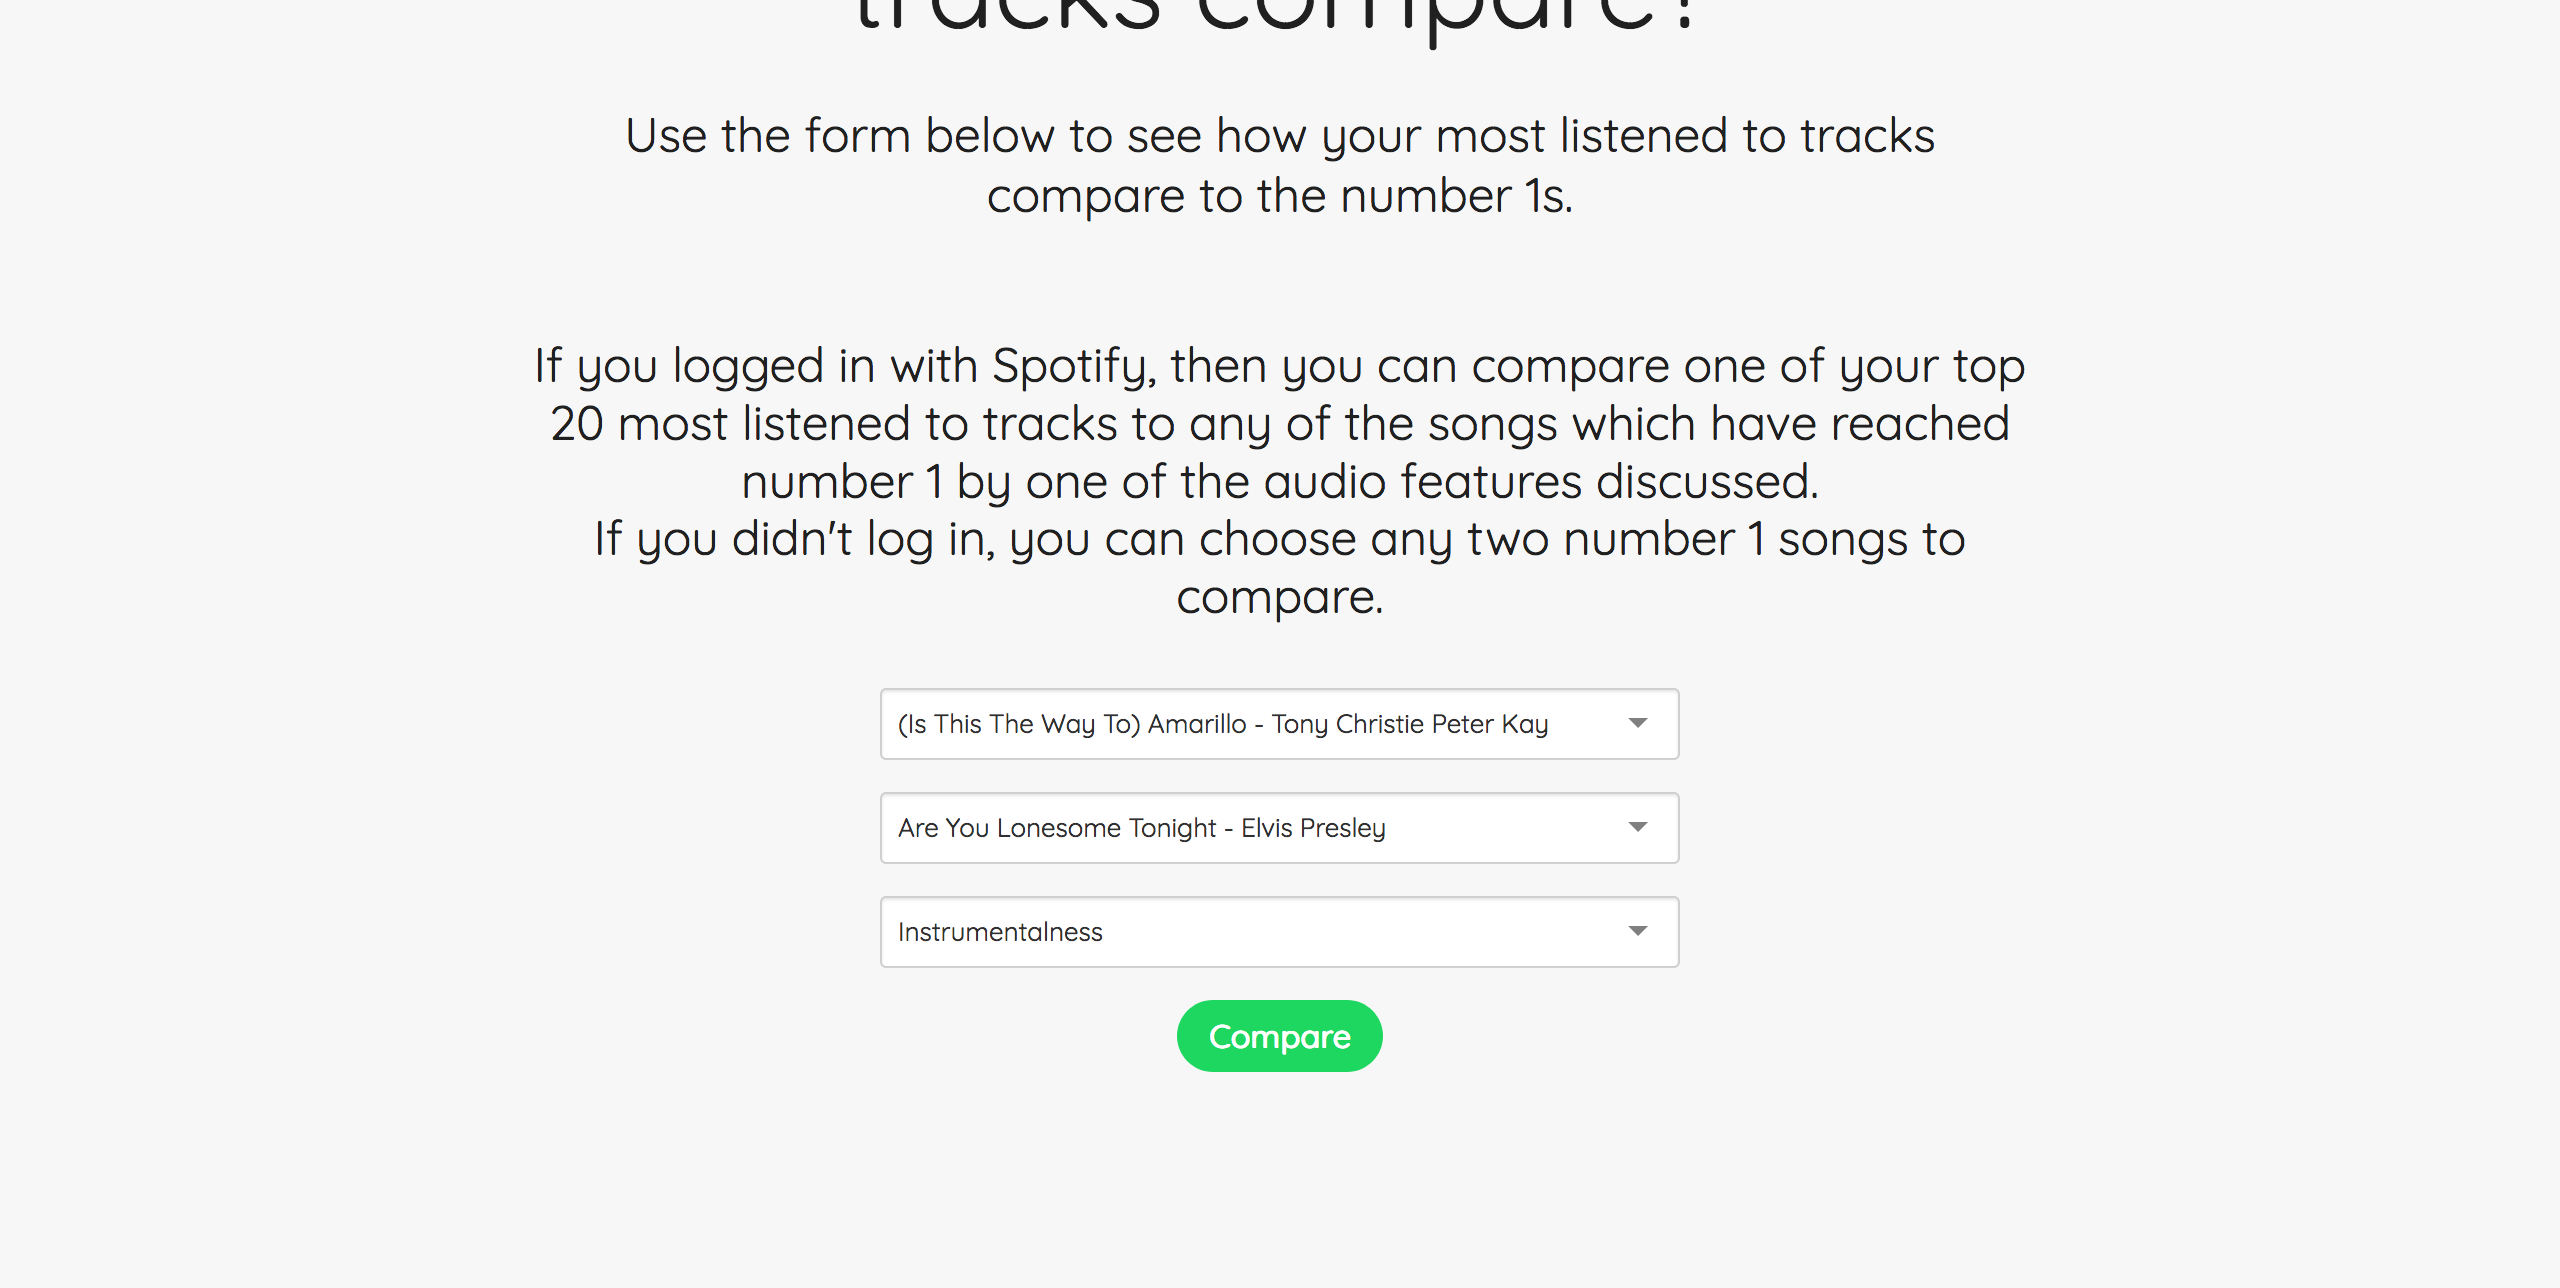 tracks compare?
Use the form below to see how your most listened to tracks
compare to the number 1s.
If you logged in with Spotify, then you can compare one of your top
20 most listened to tracks to any of the songs which have reached
number 1 by one of the audio features discussed.
If you didn't log in, you can choose any two number 1 songs to
compare.
(Is This The Way To) Amarillo - Tony Christie Peter Kay
Are You Lonesome Tonight - Elvis Presley
Instrumentalness
Compare